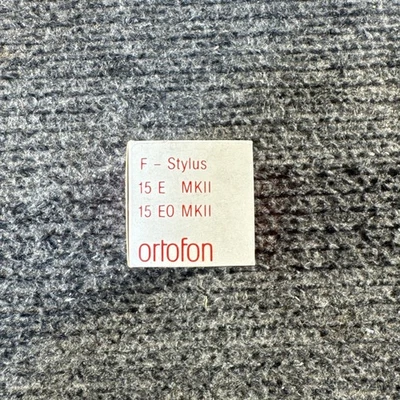 F - Stylus
15 E MKII
15 EO MKII
ortofon